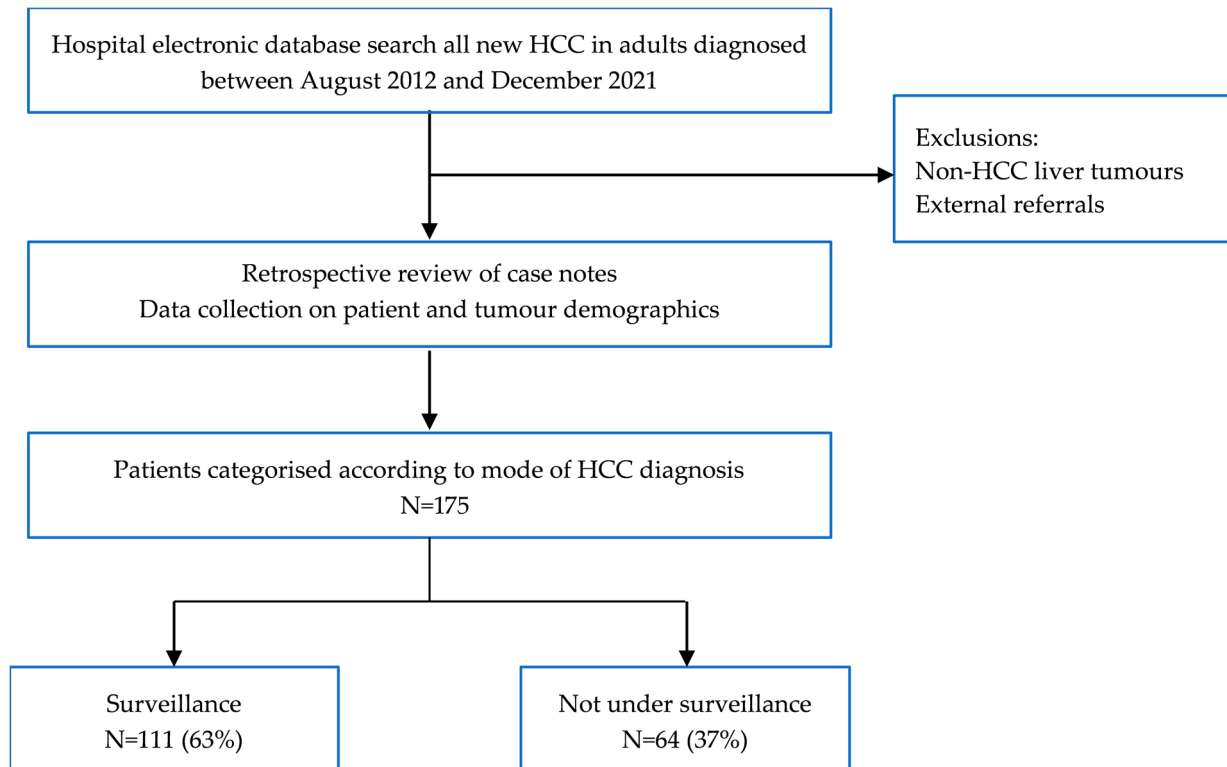 Hospital electronic database search all new HCC in adults diagnosed
between August 2012 and December 2021
Exclusions:
Non-HCC liver tumours
External referrals
Retrospective review of case notes
Data collection on patient and tumour demographics
Patients categorised according to mode of HCC diagnosis
N=175
Surveillance
N=111 (63%)
Not under surveillance
N=64 (37%)